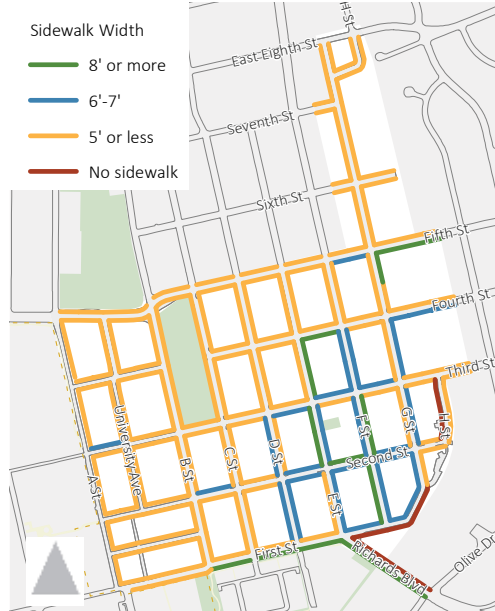 Sidewalk Width
8' or more
6'-7'
5' or less
No sidewalk
H St
East Eighth St
Seventh St
Sixth St
Fifth St
Fourth St
Third St
University Ave
A St
B St
C St
D St
E St
F St
G St
H St
Second St
First St
Richards Blvd
Olive Dr